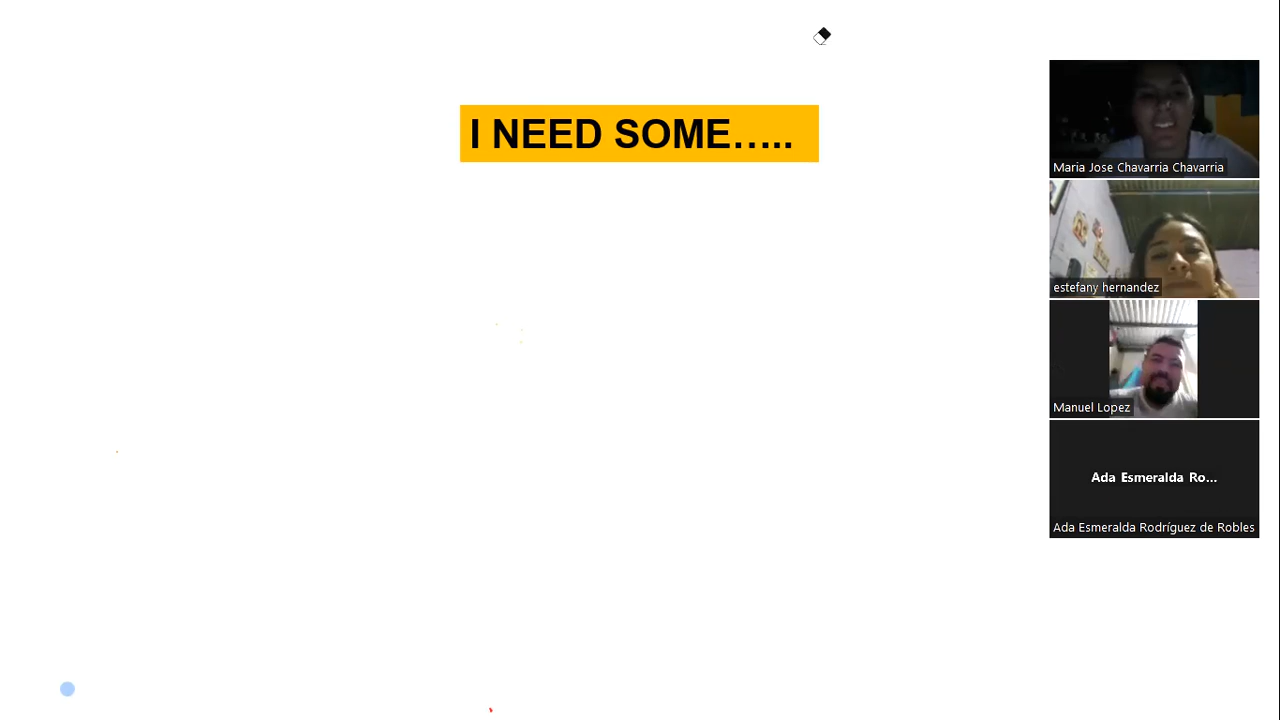 I NEED SOME.....
Maria Jose Chavarria Chavarria
estefany hernandez
Manuel Lopez
Ada Esmeralda Ro...
Ada Esmeralda Rodríguez de Robles